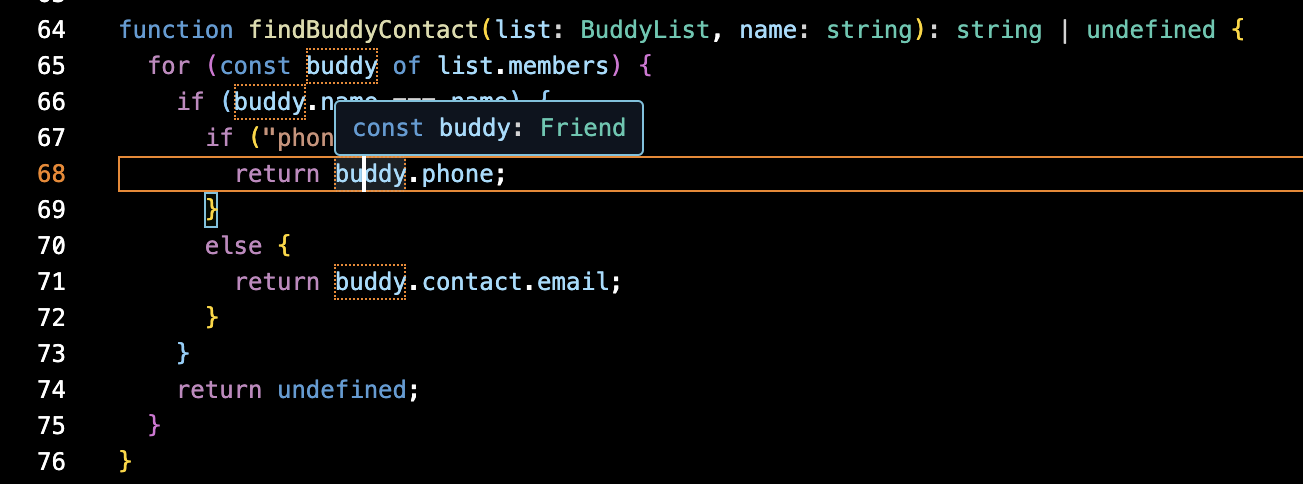 64 function findBuddyContact(list: BuddyList, name: string): string | undefined {
65 for (const buddy of list.members) {
66 if (buddy.name === name) {
67 if ("phon
const buddy: Friend
68 return buddy.phone;
69 }
70 else {
71 return buddy.contact.email;
72 }
73 }
74 return undefined;
75 }
76 }